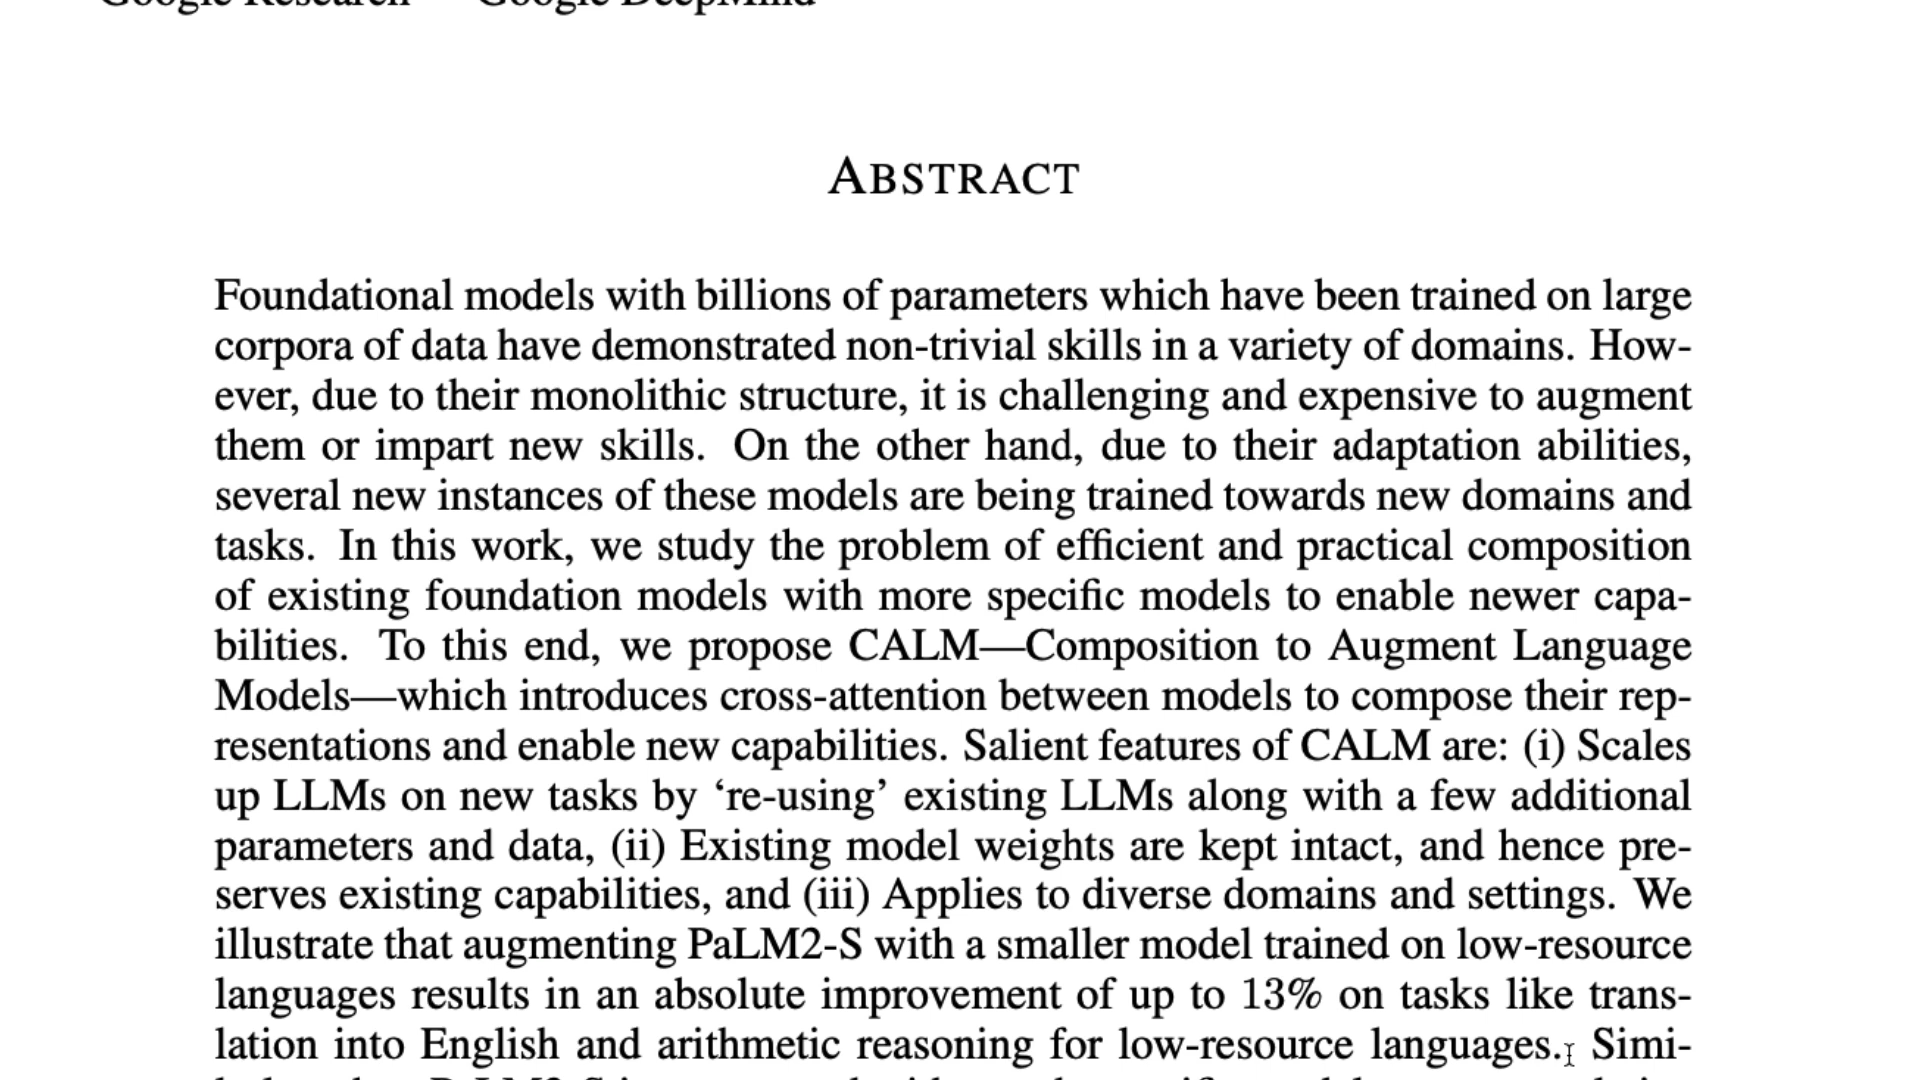 Google Research Google DeepMind
ABSTRACT
Foundational models with billions of parameters which have been trained on large
corpora of data have demonstrated non-trivial skills in a variety of domains. How-
ever, due to their monolithic structure, it is challenging and expensive to augment
them or impart new skills. On the other hand, due to their adaptation abilities,
several new instances of these models are being trained towards new domains and
tasks. In this work, we study the problem of efficient and practical composition
of existing foundation models with more specific models to enable newer capa-
bilities. To this end, we propose CALM—Composition to Augment Language
Models—which introduces cross-attention between models to compose their rep-
resentations and enable new capabilities. Salient features of CALM are: (i) Scales
up LLMs on new tasks by ‘re-using’ existing LLMs along with a few additional
parameters and data, (ii) Existing model weights are kept intact, and hence pre-
serves existing capabilities, and (iii) Applies to diverse domains and settings. We
illustrate that augmenting PaLM2-S with a smaller model trained on low-resource
languages results in an absolute improvement of up to 13% on tasks like trans-
lation into English and arithmetic reasoning for low-resource languages. Simi-